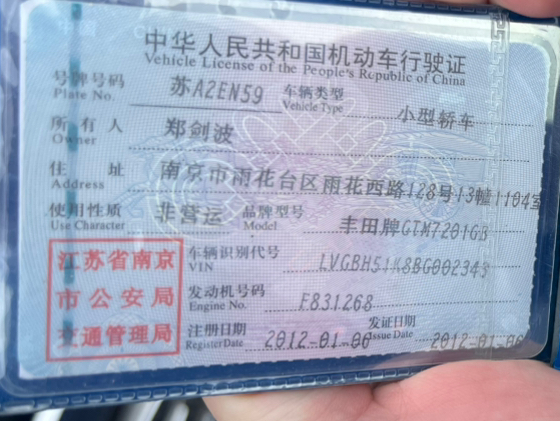 中华人民共和国机动车行驶证
Vehicle License of the People's Republic of China
号牌号码 苏A2EN59 车辆类型 小型轿车
Plate No. Vehicle Type
所有人 郑剑波
Owner
住址 南京市雨花台区雨花西路128号13幢1104室
Address
使用性质 非营运 品牌型号 丰田牌GTM7201GB
Use Character Model
江苏省南京
市公安局
交通管理局
车辆识别代号 LVGBH51K8BG002343
VIN
发动机号码 F831268
Engine No.
注册日期 2012-01-06 发证日期 2012-01-06
Register Date Issue Date